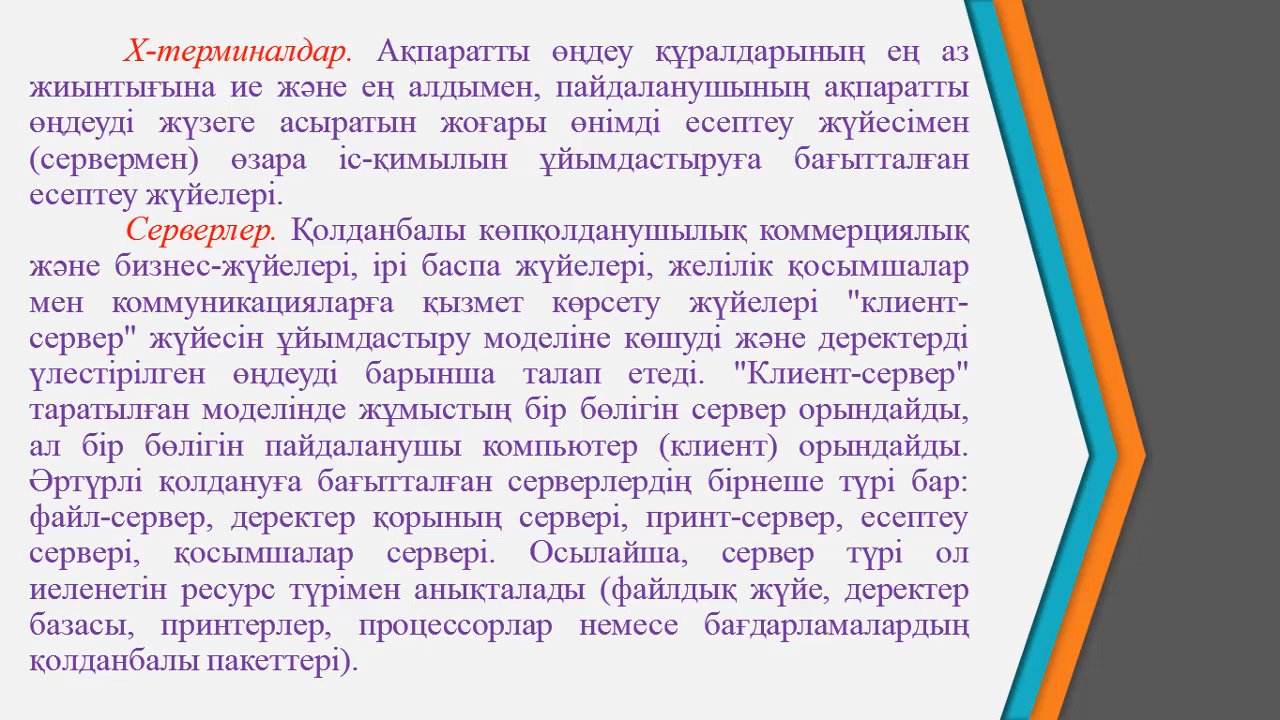 Х-терминалдар. Ақпаратты өңдеу құралдарының ең аз
жиынтығына ие және ең алдымен, пайдаланушының ақпаратты
өңдеуді жүзеге асыратын жоғары өнімді есептеу жүйесімен
(сервермен) өзара іс-қимылын ұйымдастыруға бағытталған
есептеу жүйелері.
Серверлер. Қолданбалы көпқолданушылық коммерциялық
және бизнес-жүйелері, ірі баспа жүйелері, желілік қосымшалар
мен коммуникацияларға қызмет көрсету жүйелері "клиент-
сервер" жүйесін ұйымдастыру моделіне көшуді және деректерді
үлестірілген өңдеуді барынша талап етеді. "Клиент-сервер"
таратылған моделінде жұмыстың бір бөлігін сервер орындайды,
ал бір бөлігін пайдаланушы компьютер (клиент) орындайды.
Әртүрлі қолдануға бағытталған серверлердің бірнеше түрі бар:
файл-сервер, деректер қорының сервері, принт-сервер, есептеу
сервері, қосымшалар сервері. Осылайша, сервер түрі ол
иеленетін ресурс түрімен анықталады (файлдық жүйе, деректер
базасы, принтерлер, процессорлар немесе бағдарламалардың
қолданбалы пакеттері).